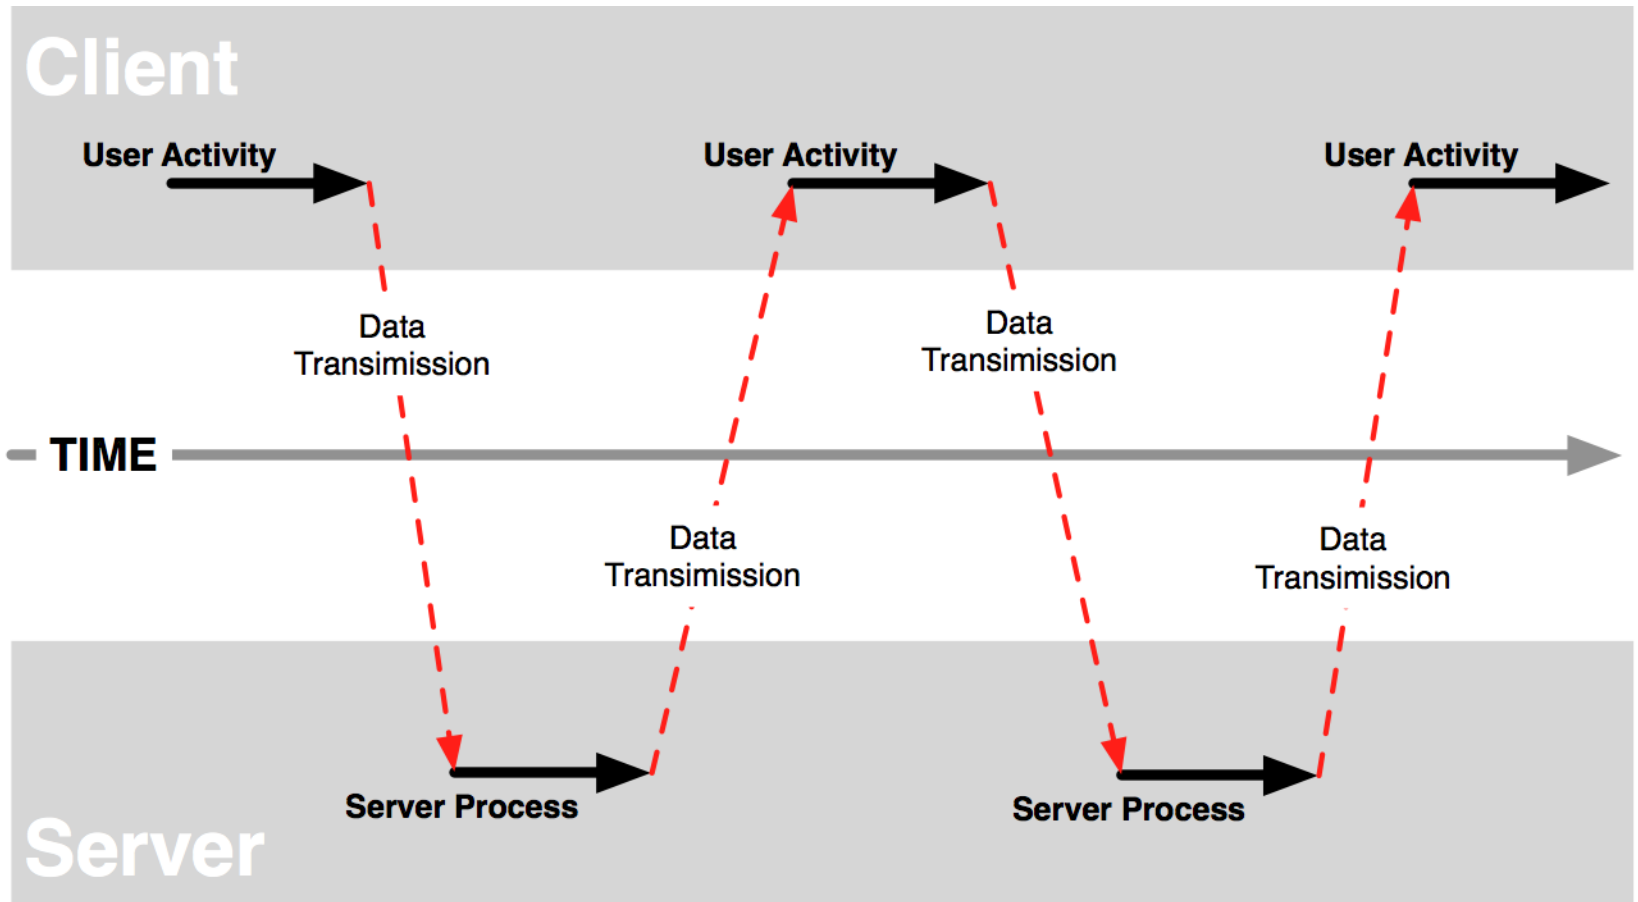 Client
User Activity
User Activity
User Activity
Data
Transimission
Data
Transimission
TIME
Data
Transimission
Data
Transimission
Server Process
Server Process
Server